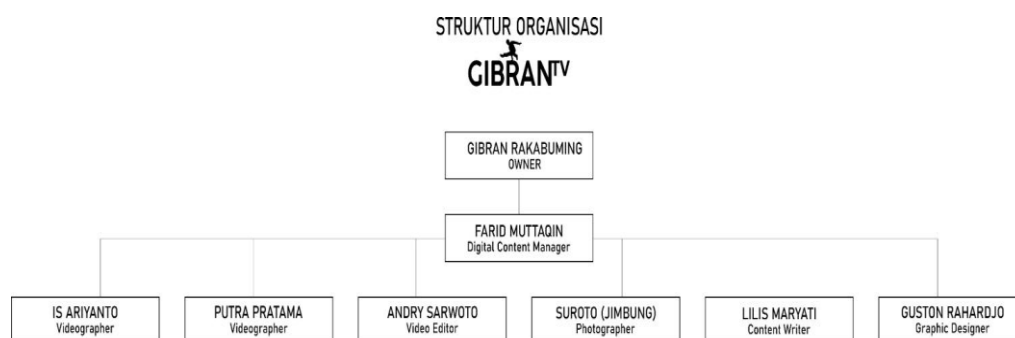 STRUKTUR ORGANISASI
GIBRANTV
GIBRAN RAKABUMING
OWNER
FARID MUTTAQIN
Digital Content Manager
IS ARIYANTO
Videographer
PUTRA PRATAMA
Videographer
ANDRY SARWOTO
Video Editor
SUROTO (JIMBUNG)
Photographer
LILIS MARYATI
Content Writer
GUSTON RAHARDJO
Graphic Designer